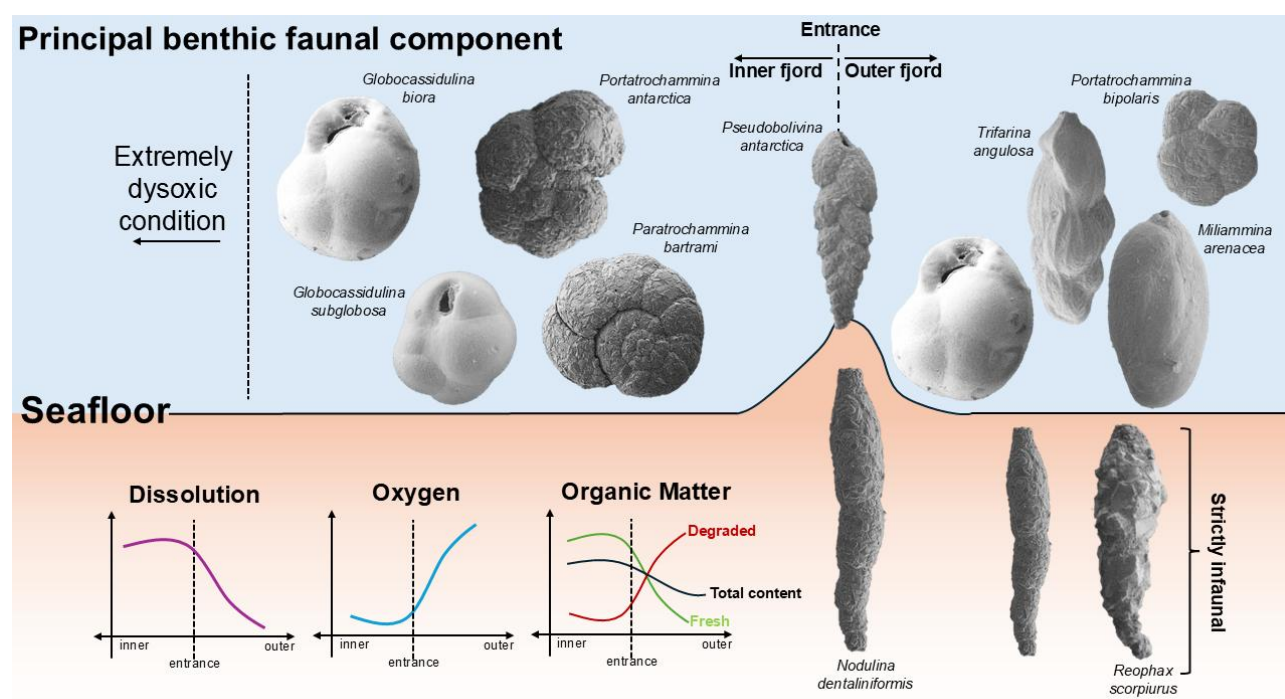 Principal benthic faunal component
Entrance
Inner fjord
Outer fjord
Globocassidulina
biora
Portatrochammina
antarctica
Pseudobolivina
antarctica
Trifarina
angulosa
Portatrochammina
bipolaris
Extremely
dysoxic
condition
Globocassidulina
subglobosa
Paratrochammina
bartrami
Miliammina
arenacea
Seafloor
Dissolution
inner
entrance
outer
Oxygen
inner
entrance
outer
Organic Matter
Degraded
Total content
Fresh
inner
entrance
outer
Nodulina
dentaliniformis
Reophax
scorpiurus
Strictly infaunal